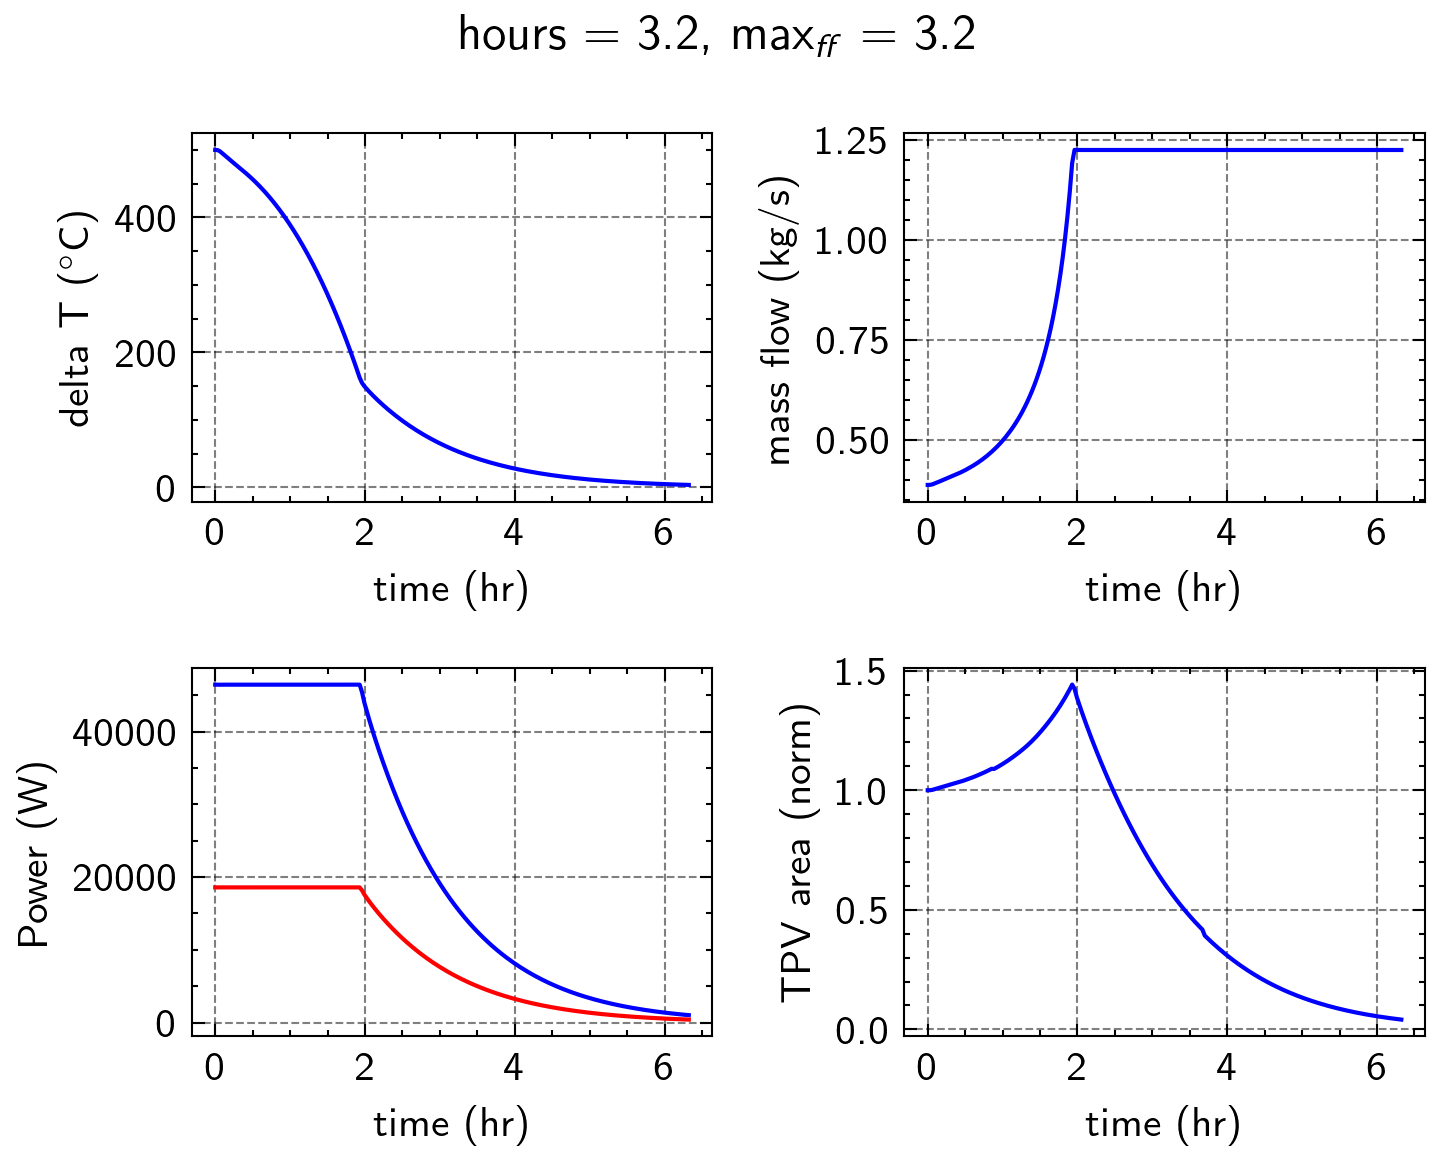 hours = 3.2, max_ff = 3.2
delta T (°C)
400
200
0
0 2 4 6
time (hr)
mass flow (kg/s)
1.25
1.00
0.75
0.50
0 2 4 6
time (hr)
Power (W)
40000
20000
0
0 2 4 6
time (hr)
TPV area (norm)
1.5
1.0
0.5
0.0
0 2 4 6
time (hr)